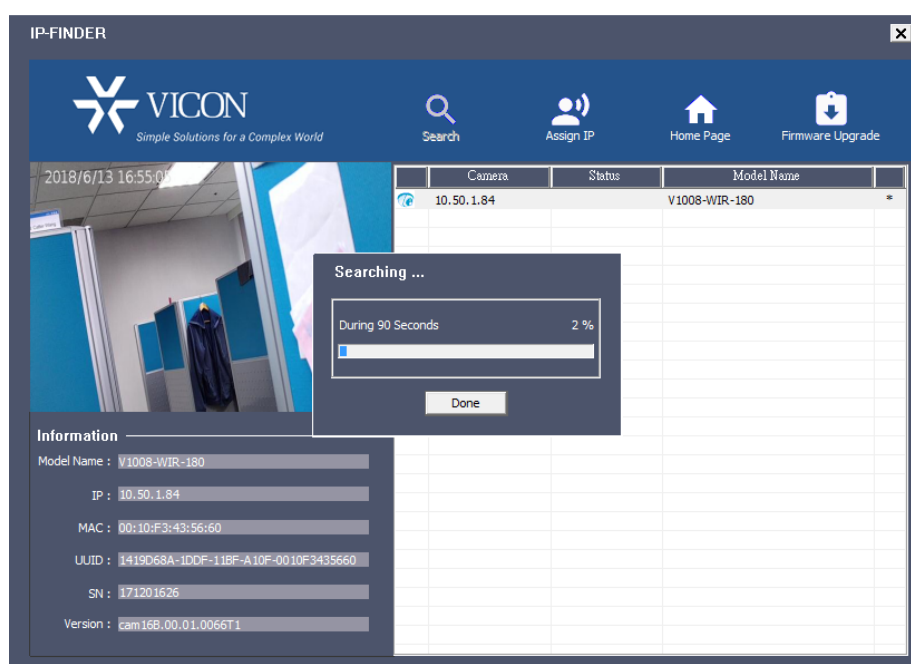 IP-FINDER
VICON
Simple Solutions for a Complex World
Search
Assign IP
Home Page
Firmware Upgrade
2018/6/13 16:55:0
Camera Status Model Name
10.50.1.84 V1008-WIR-180 *
Searching ...
During 90 Seconds 2 %
Done
Information
Model Name : V1008-WIR-180
IP : 10.50.1.84
MAC : 00:10:F3:43:56:60
UUID : 1419D68A-1DDF-11BF-A10F-0010F3435660
SN : 171201626
Version : cam16B.00.01.0066T1